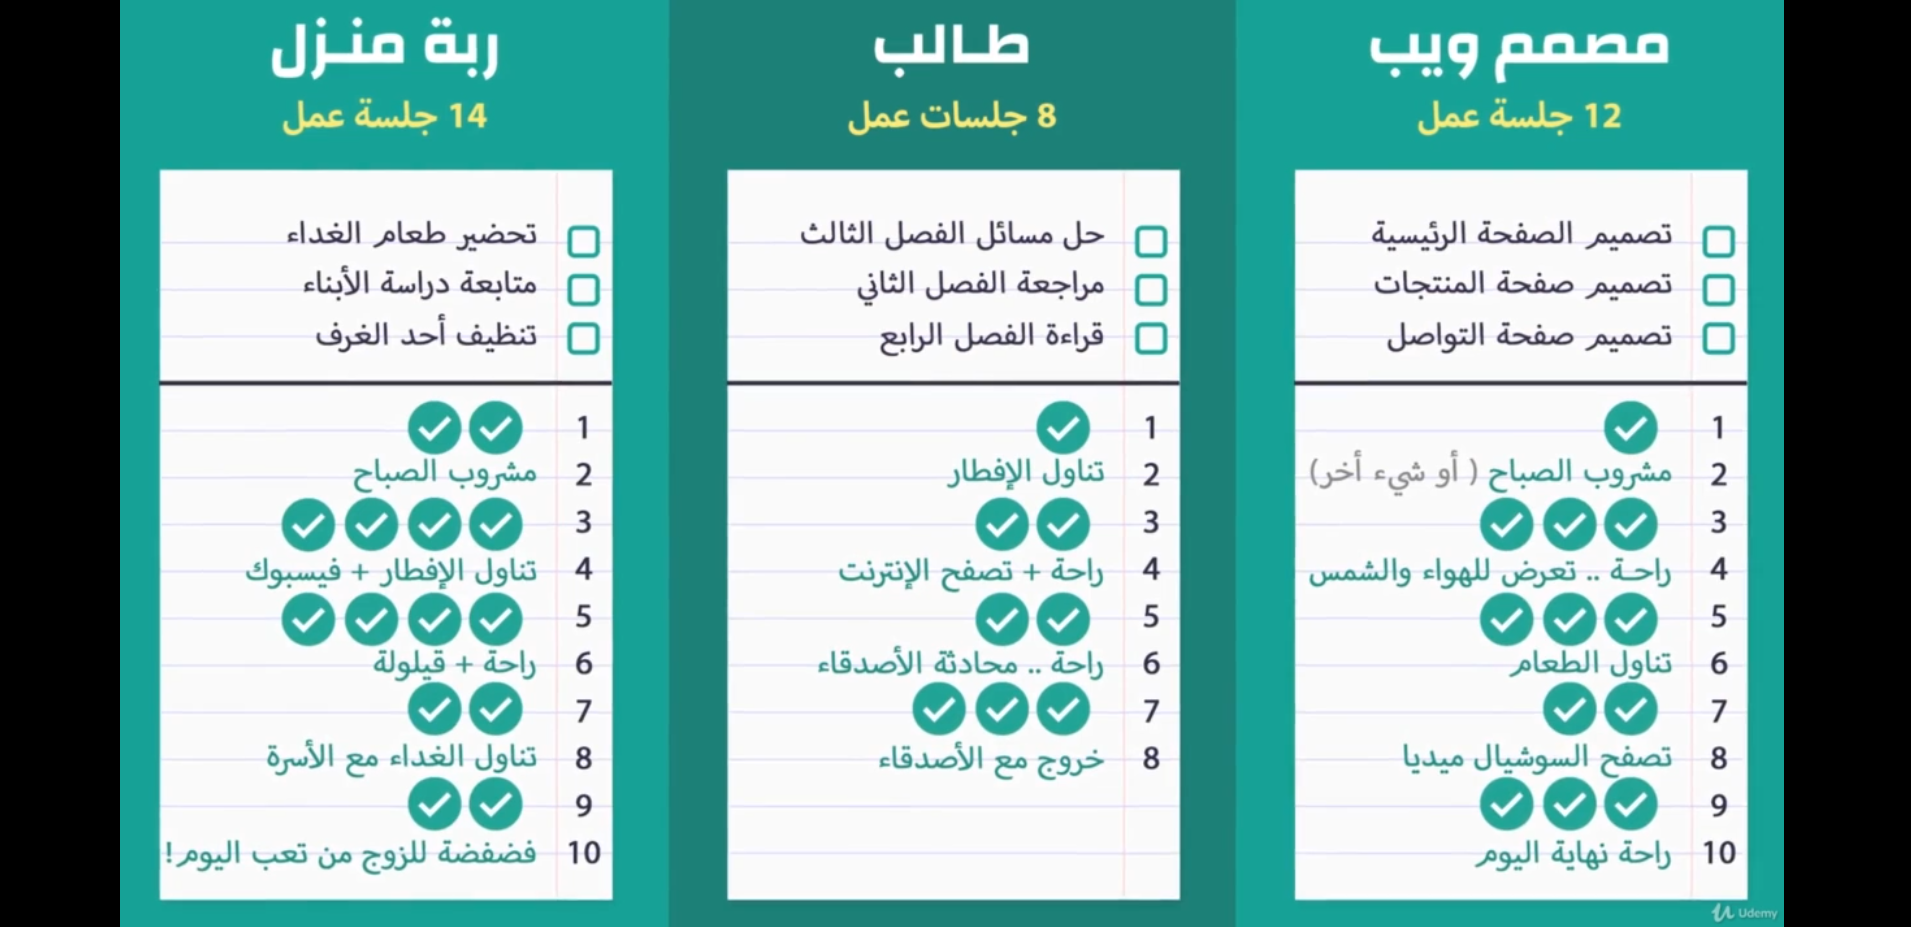 مصمم ويب
12 جلسة عمل
تصميم الصفحة الرئيسية
تصميم صفحة المنتجات
تصميم صفحة التواصل
1
2 مشروب الصباح ( أو شيء أخر)
3
4 راحة .. تعرض للهواء والشمس
5
6 تناول الطعام
7
8 تصفح السوشيال ميديا
9
10 راحة نهاية اليوم
طالب
8 جلسات عمل
حل مسائل الفصل الثالث
مراجعة الفصل الثاني
قراءة الفصل الرابع
1
2 تناول الإفطار
3
4 راحة + تصفح الإنترنت
5
6 راحة .. محادثة الأصدقاء
7
8 خروج مع الأصدقاء
ربة منزل
14 جلسة عمل
تحضير طعام الغداء
متابعة دراسة الأبناء
تنظيف أحد الغرف
1
2 مشروب الصباح
3
4 تناول الإفطار + فيسبوك
5
6 راحة + قيلولة
7
8 تناول الغداء مع الأسرة
9
10 فضفضة للزوج من تعب اليوم!
Udemy